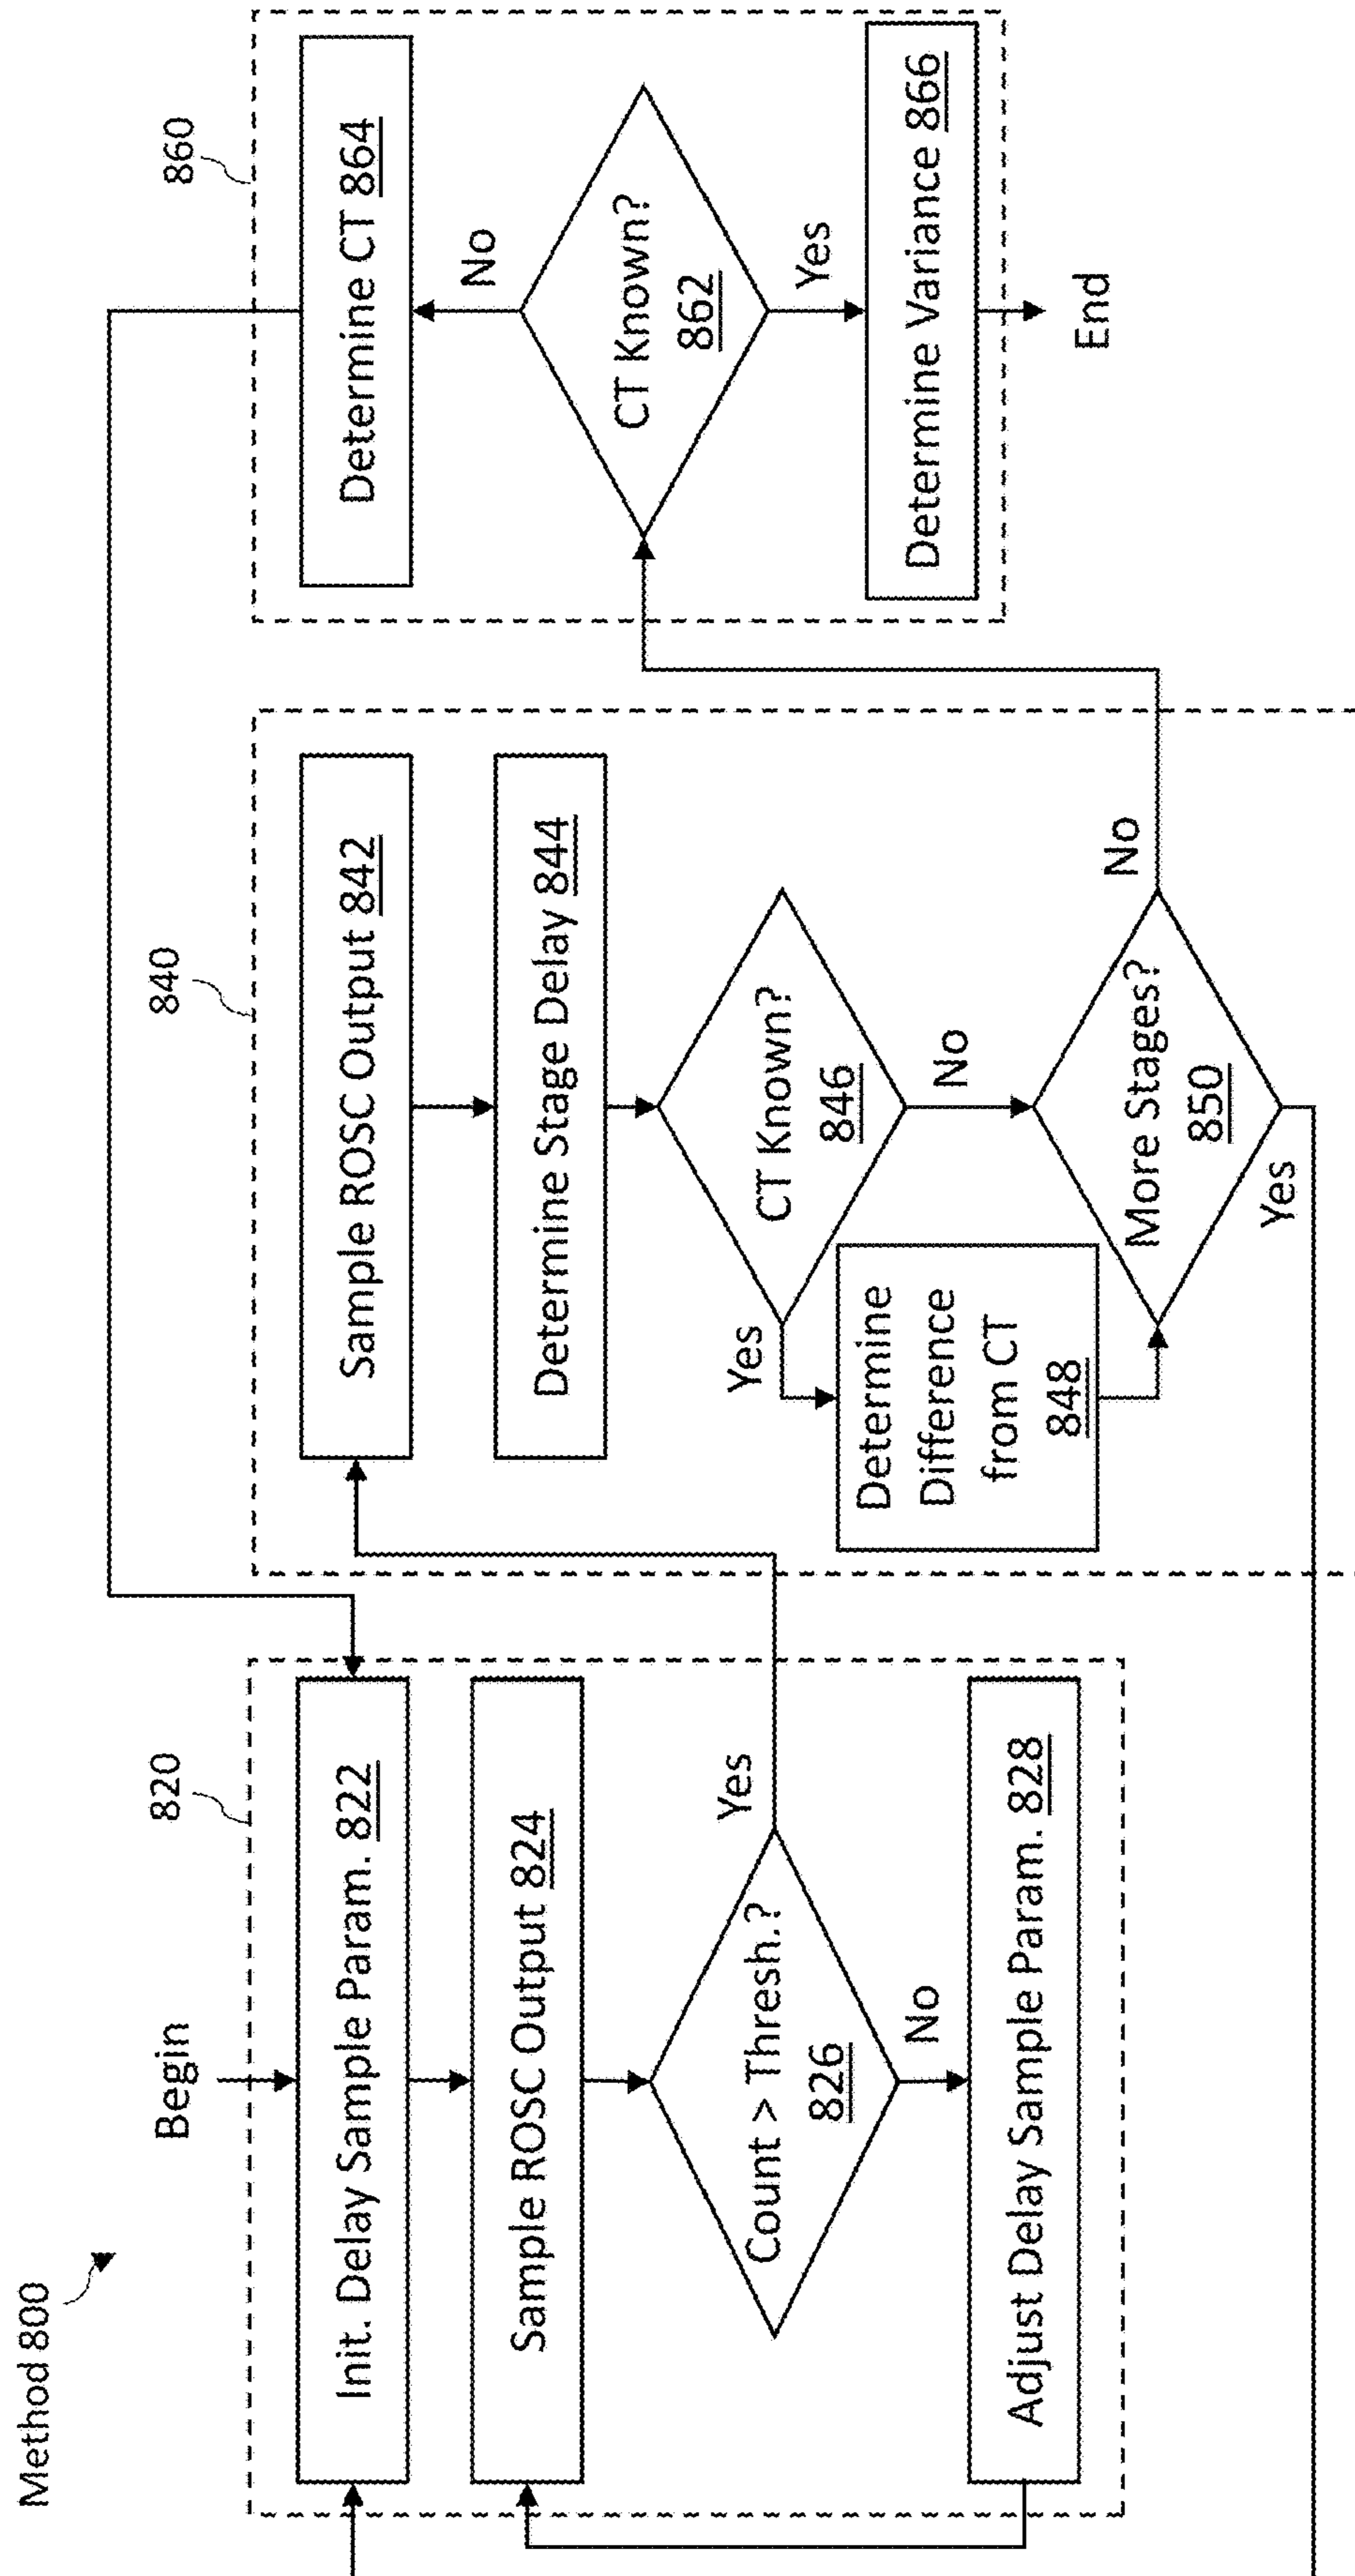 Method 800
Begin
820
Init. Delay Sample Param. 822
Sample ROSC Output 824
Count > Thresh.?
826
Yes
No
Adjust Delay Sample Param. 828
840
Sample ROSC Output 842
Determine Stage Delay 844
CT Known?
846
Yes
No
Determine
Difference
from CT
848
More Stages?
850
No
Yes
860
Determine CT 864
No
CT Known?
862
Yes
Determine Variance 866
End